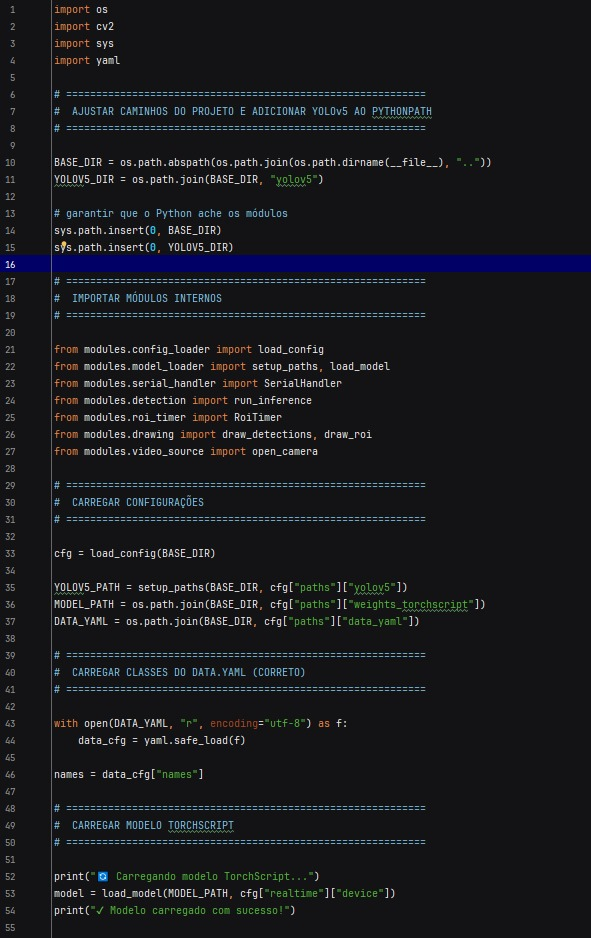 1 import os
2 import cv2
3 import sys
4 import yaml
5
6 # ============================================================
7 #  AJUSTAR CAMINHOS DO PROJETO E ADICIONAR YOLOv5 AO PYTHONPATH
8 # ============================================================
9
10 BASE_DIR = os.path.abspath(os.path.join(os.path.dirname(__file__), ".."))
11 YOLOV5_DIR = os.path.join(BASE_DIR, "yolov5")
12
13 # garantir que o Python ache os módulos
14 sys.path.insert(0, BASE_DIR)
15 sys.path.insert(0, YOLOV5_DIR)
16
17 # ============================================================
18 #  IMPORTAR MÓDULOS INTERNOS
19 # ============================================================
20
21 from modules.config_loader import load_config
22 from modules.model_loader import setup_paths, load_model
23 from modules.serial_handler import SerialHandler
24 from modules.detection import run_inference
25 from modules.roi_timer import RoiTimer
26 from modules.drawing import draw_detections, draw_roi
27 from modules.video_source import open_camera
28
29 # ============================================================
30 #  CARREGAR CONFIGURAÇÕES
31 # ============================================================
32
33 cfg = load_config(BASE_DIR)
34
35 YOLOV5_PATH = setup_paths(BASE_DIR, cfg["paths"]["yolov5"])
36 MODEL_PATH = os.path.join(BASE_DIR, cfg["paths"]["weights_torchscript"])
37 DATA_YAML = os.path.join(BASE_DIR, cfg["paths"]["data_yaml"])
38
39 # ============================================================
40 #  CARREGAR CLASSES DO DATA.YAML (CORRETO)
41 # ============================================================
42
43 with open(DATA_YAML, "r", encoding="utf-8") as f:
44     data_cfg = yaml.safe_load(f)
45
46 names = data_cfg["names"]
47
48 # ============================================================
49 #  CARREGAR MODELO TORCHSCRIPT
50 # ============================================================
51
52 print("🔄 Carregando modelo TorchScript...")
53 model = load_model(MODEL_PATH, cfg["realtime"]["device"])
54 print("✓ Modelo carregado com sucesso!")
55